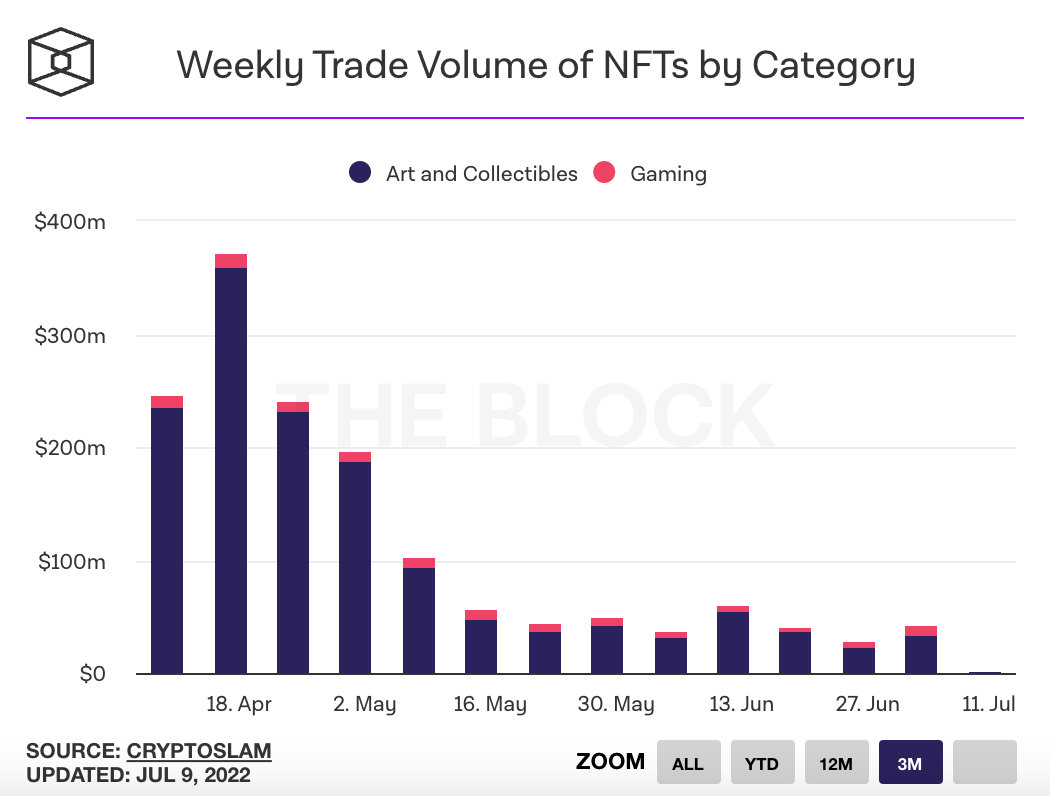 Weekly Trade Volume of NFTs by Category
Art and Collectibles Gaming
$400m
$300m
THE BLOCK
$200m
$100m
$0
18. Apr 2. May 16. May 30. May 13. Jun 27. Jun 11. Jul
SOURCE: CRYPTOSLAM
UPDATED: JUL 9, 2022
ZOOM ALL YTD 12M 3M